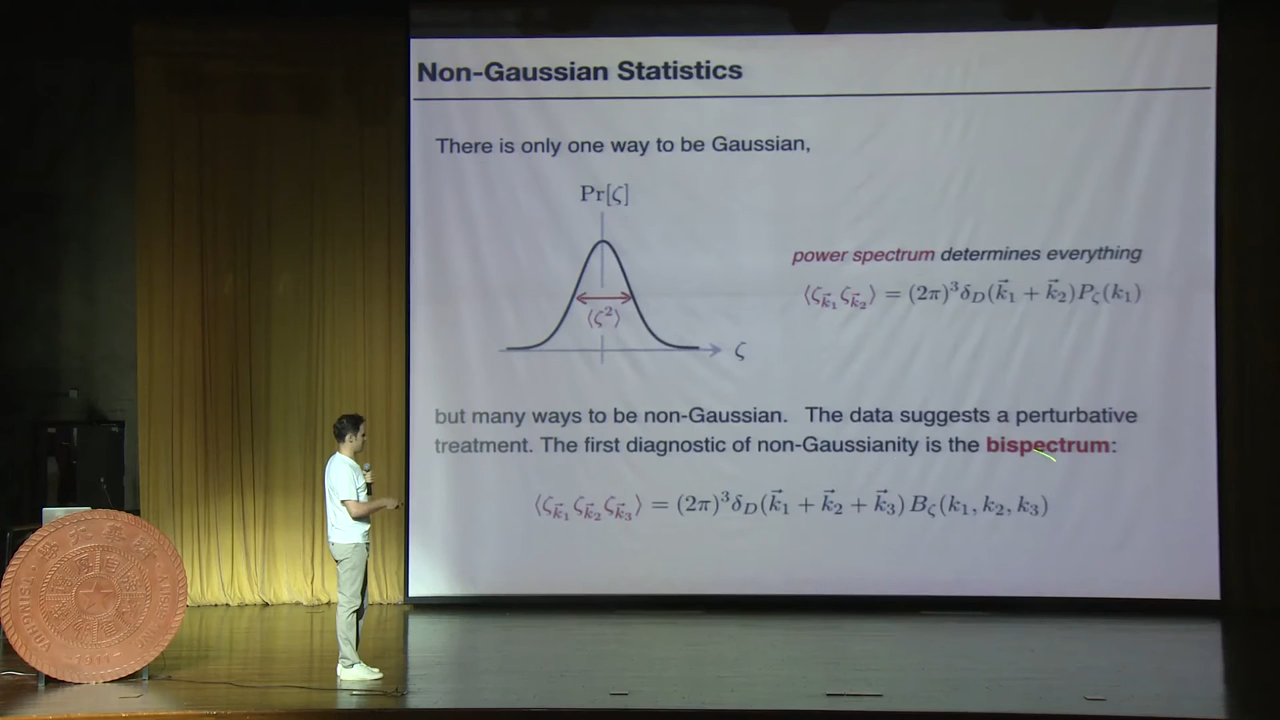 Non-Gaussian Statistics
There is only one way to be Gaussian,
Pr[ζ]
⟨ζ²⟩
ζ
power spectrum determines everything
⟨ζ_{k⃗₁} ζ_{k⃗₂}⟩ = (2π)³δ_D(k⃗₁ + k⃗₂)P_ζ(k₁)
but many ways to be non-Gaussian. The data suggests a perturbative
treatment. The first diagnostic of non-Gaussianity is the bispectrum:
⟨ζ_{k⃗₁} ζ_{k⃗₂} ζ_{k⃗₃}⟩ = (2π)³δ_D(k⃗₁ + k⃗₂ + k⃗₃) B_ζ(k₁, k₂, k₃)
1911